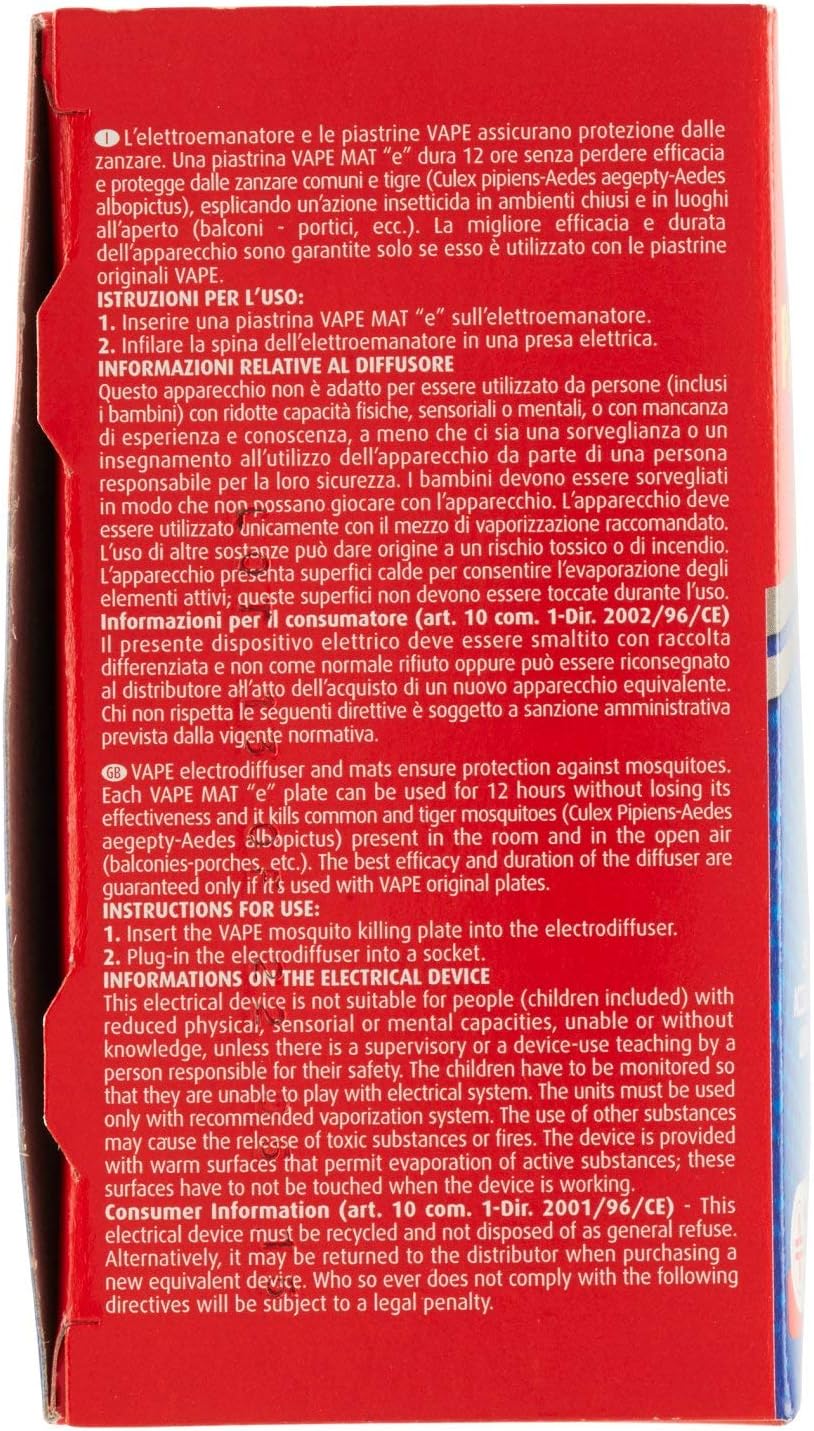 I L'elettroemanatore e le piastrine VAPE assicurano protezione dalle
zanzare. Una piastrina VAPE MAT “e” dura 12 ore senza perdere efficacia
e protegge dalle zanzare comuni e tigre (Culex pipiens-Aedes aegepty-Aedes
albopictus), esplicando un'azione insetticida in ambienti chiusi e in luoghi
all'aperto (balconi - portici, ecc.). La migliore efficacia e durata
dell'apparecchio sono garantite solo se esso è utilizzato con le piastrine
originali VAPE.
ISTRUZIONI PER L'USO:
1. Inserire una piastrina VAPE MAT “e” sull'elettroemanatore.
2. Infilare la spina dell'elettroemanatore in una presa elettrica.
INFORMAZIONI RELATIVE AL DIFFUSORE
Questo apparecchio non è adatto per essere utilizzato da persone (inclusi
i bambini) con ridotte capacità fisiche, sensoriali o mentali, o con mancanza
di esperienza e conoscenza, a meno che ci sia una sorveglianza o un
insegnamento all'utilizzo dell'apparecchio da parte di una persona
responsabile per la loro sicurezza. I bambini devono essere sorvegliati
in modo che non possano giocare con l'apparecchio. L'apparecchio deve
essere utilizzato unicamente con il mezzo di vaporizzazione raccomandato.
L'uso di altre sostanze può dare origine a un rischio tossico o di incendio.
L'apparecchio presenta superfici calde per consentire l'evaporazione degli
elementi attivi; queste superfici non devono essere toccate durante l'uso.
Informazioni per il consumatore (art. 10 com. 1-Dir. 2002/96/CE)
Il presente dispositivo elettrico deve essere smaltito con raccolta
differenziata e non come normale rifiuto oppure può essere riconsegnato
al distributore all'atto dell'acquisto di un nuovo apparecchio equivalente.
Chi non rispetta le seguenti direttive è soggetto a sanzione amministrativa
prevista dalla vigente normativa.
GB VAPE electrodiffuser and mats ensure protection against mosquitoes.
Each VAPE MAT “e” plate can be used for 12 hours without losing its
effectiveness and it kills common and tiger mosquitoes (Culex Pipiens-Aedes
aegepty-Aedes albopictus) present in the room and in the open air
(balconies-porches, etc.). The best efficacy and duration of the diffuser are
guaranteed only if it's used with VAPE original plates.
INSTRUCTIONS FOR USE:
1. Insert the VAPE mosquito killing plate into the electrodiffuser.
2. Plug-in the electrodiffuser into a socket.
INFORMATIONS ON THE ELECTRICAL DEVICE
This electrical device is not suitable for people (children included) with
reduced physical, sensorial or mental capacities, unable or without
knowledge, unless there is a supervisory or a device-use teaching by a
person responsible for their safety. The children have to be monitored so
that they are unable to play with electrical system. The units must be used
only with recommended vaporization system. The use of other substances
may cause the release of toxic substances or fires. The device is provided
with warm surfaces that permit evaporation of active substances; these
surfaces have to not be touched when the device is working.
Consumer Information (art. 10 com. 1-Dir. 2001/96/CE) - This
electrical device must be recycled and not disposed of as general refuse.
Alternatively, it may be returned to the distributor when purchasing a
new equivalent device. Who so ever does not comply with the following
directives will be subject to a legal penalty.